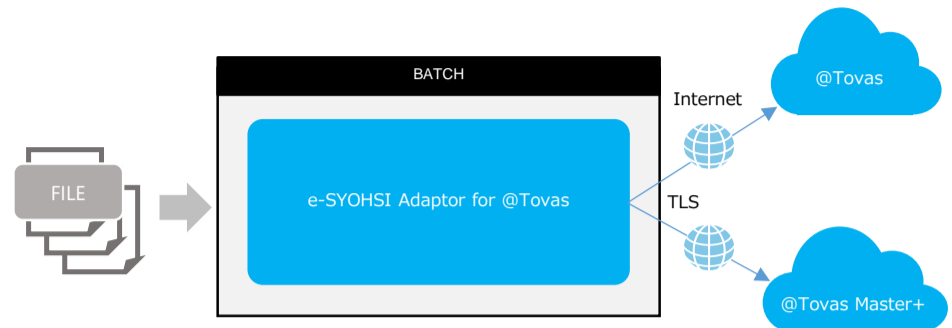 BATCH
@Tovas
Internet
FILE
e-SYOHSI Adaptor for @Tovas
TLS
@Tovas Master+